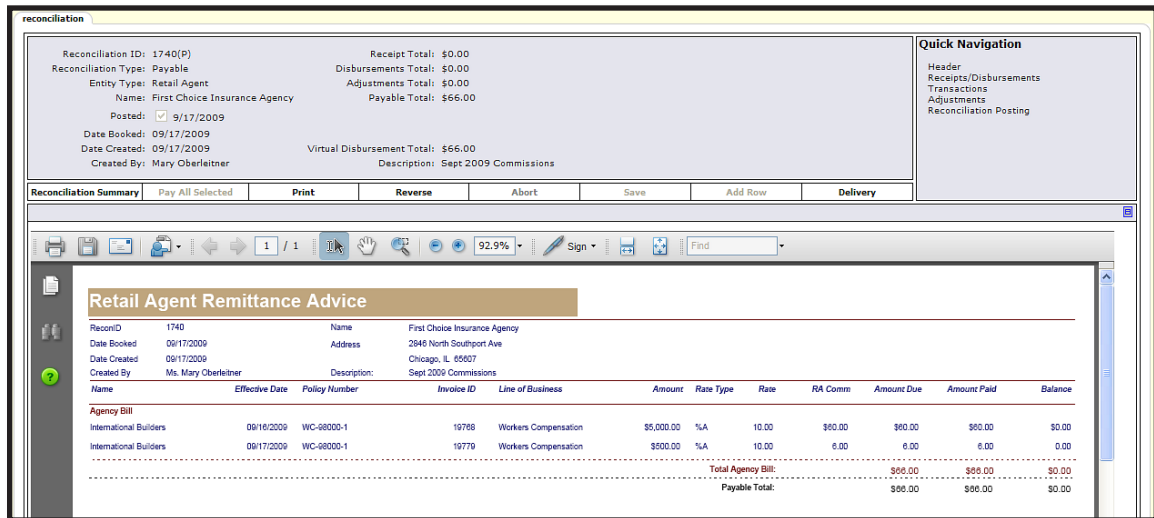 reconciliation
Reconciliation ID: 1740(P) Receipt Total: $0.00
Reconciliation Type: Payable Disbursements Total: $0.00
Entity Type: Retail Agent Adjustments Total: $0.00
Name: First Choice Insurance Agency Payable Total: $66.00
Posted: 9/17/2009
Date Booked: 09/17/2009
Date Created: 09/17/2009 Virtual Disbursement Total: $66.00
Created By: Mary Oberleitner Description: Sept 2009 Commissions
Quick Navigation
Header
Receipts/Disbursements
Transactions
Adjustments
Reconciliation Posting
Reconciliation Summary Pay All Selected Print Reverse Abort Save Add Row Delivery
1 / 1 92.9% Sign Find
Retail Agent Remittance Advice
ReconID 1740 Name First Choice Insurance Agency
Date Booked 09/17/2009 Address 2846 North Southport Ave
Date Created 09/17/2009 Chicago, IL 65607
Created By Ms. Mary Oberleitner Description: Sept 2009 Commissions
Name Effective Date Policy Number Invoice ID Line of Business Amount Rate Type Rate RA Comm Amount Due Amount Paid Balance
Agency Bill
International Builders 09/16/2009 WC-98000-1 19768 Workers Compensation $5,000.00 %A 10.00 $60.00 $60.00 $60.00 $0.00
International Builders 09/17/2009 WC-98000-1 19779 Workers Compensation $500.00 %A 10.00 6.00 6.00 6.00 0.00
Total Agency Bill: $66.00 $66.00 $0.00
Payable Total: $66.00 $66.00 $0.00